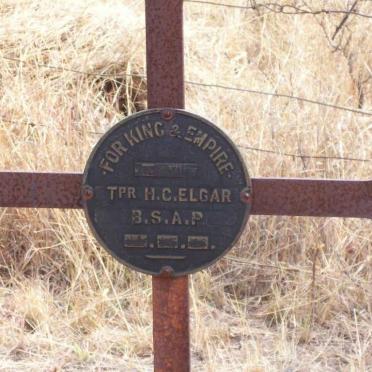 FOR KING & EMPIRE
TPR H.C.ELGAR
B.S.A.P.